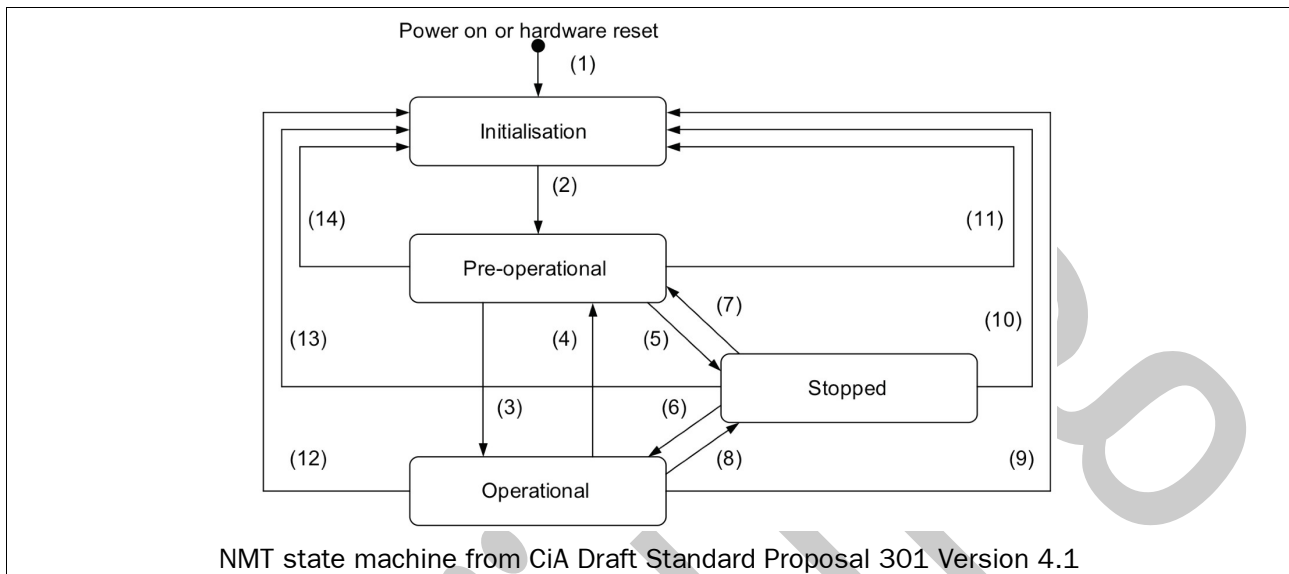 Power on or hardware reset
(1)
Initialisation
(2)
(14)
(11)
Pre-operational
(7)
(10)
(13)
(4)
(5)
Stopped
(3)
(6)
(12)
(8)
(9)
Operational
NMT state machine from CiA Draft Standard Proposal 301 Version 4.1